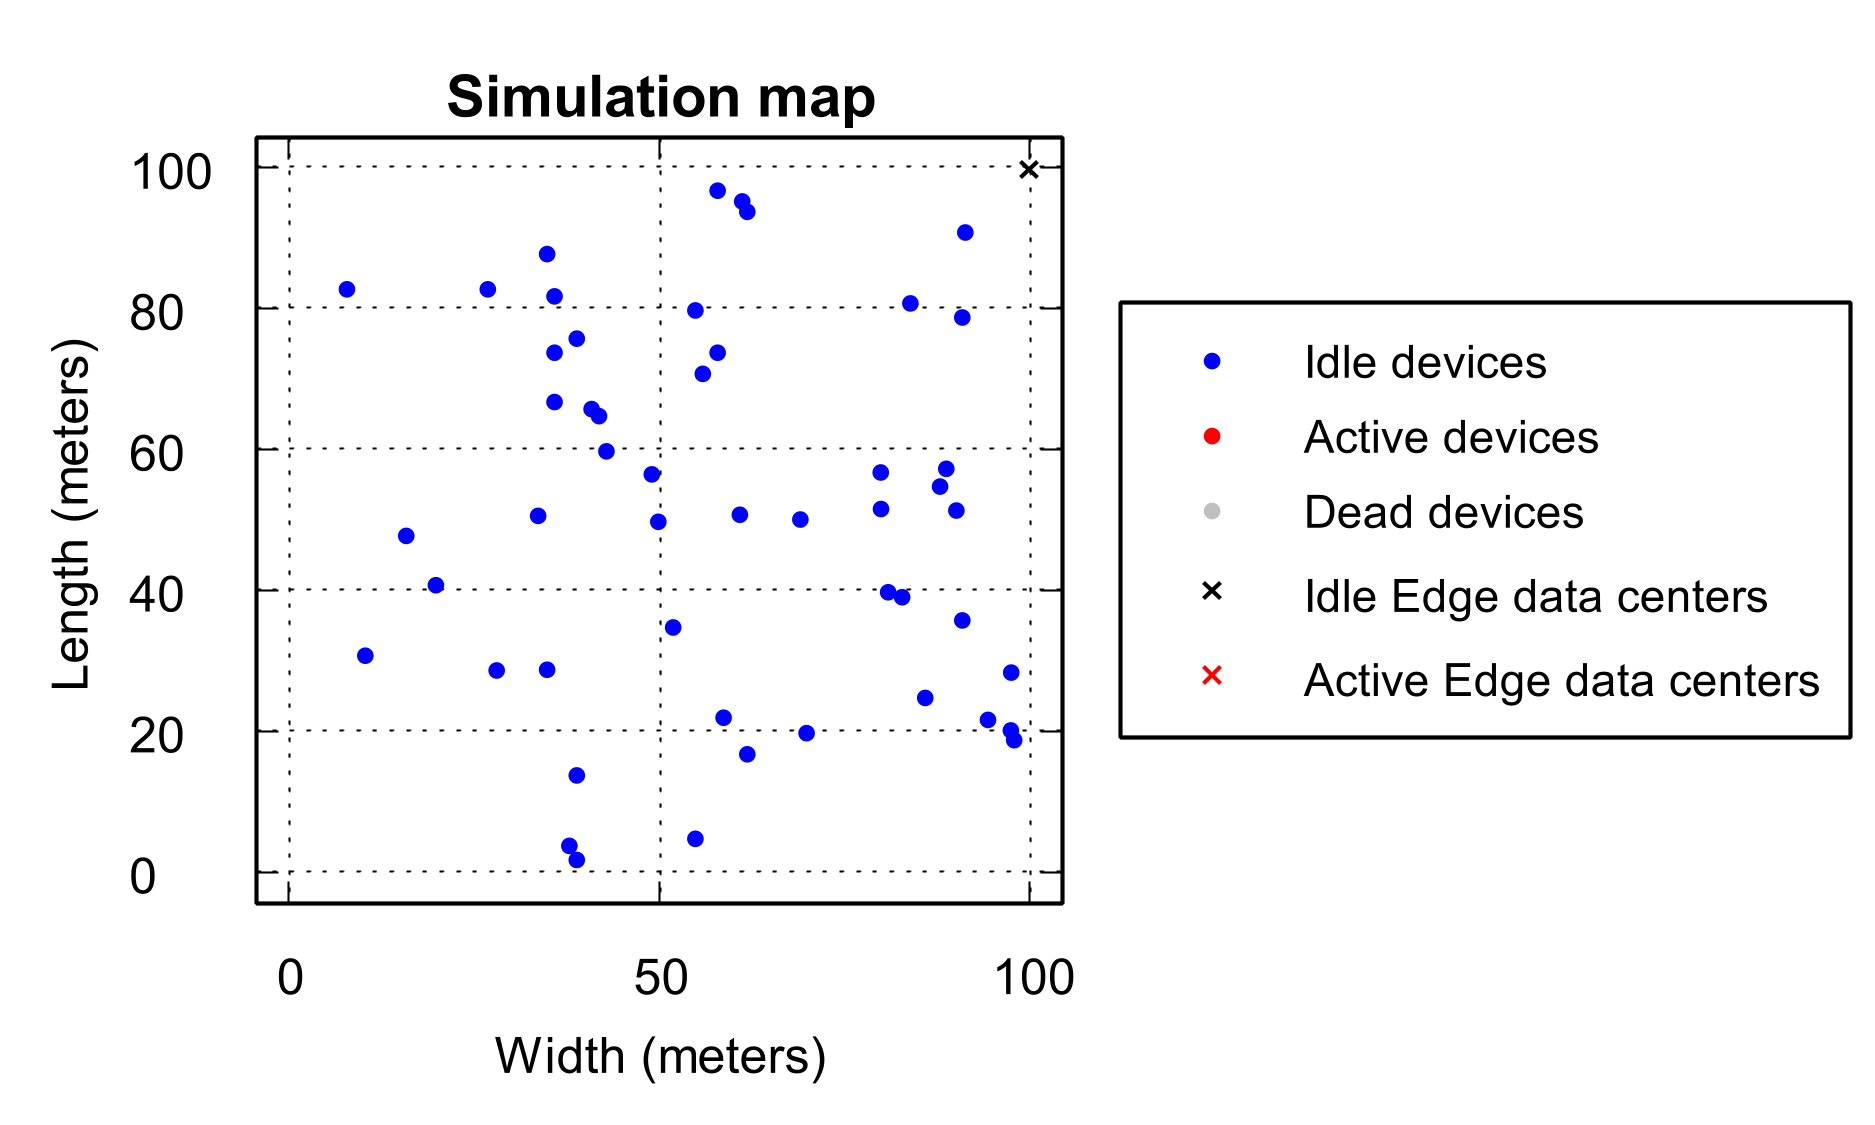 Simulation map
100
80
60
40
20
0
Length (meters)
0 50 100
Width (meters)
Idle devices
Active devices
Dead devices
Idle Edge data centers
Active Edge data centers